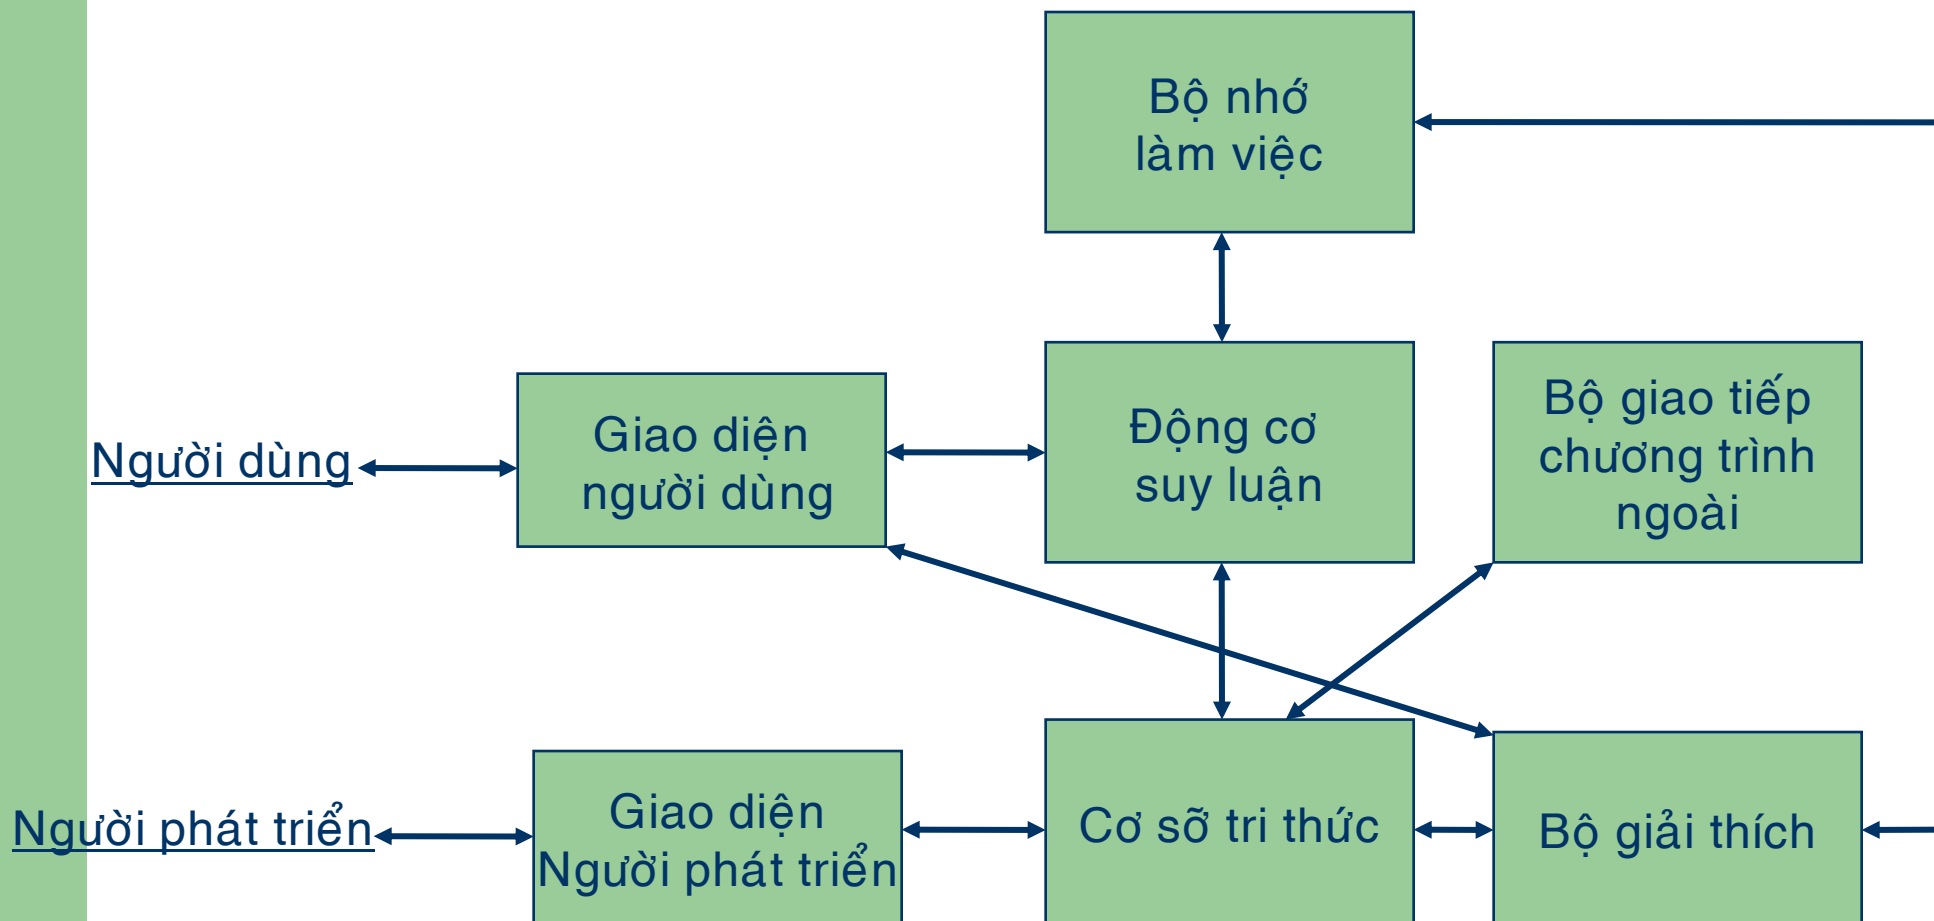 Bộ nhớ
làm việc
Người dùng
Giao diện
người dùng
Động cơ
suy luận
Bộ giao tiếp
chương trình
ngoài
Người phát triển
Giao diện
Người phát triển
Cơ sỡ tri thức
Bộ giải thích